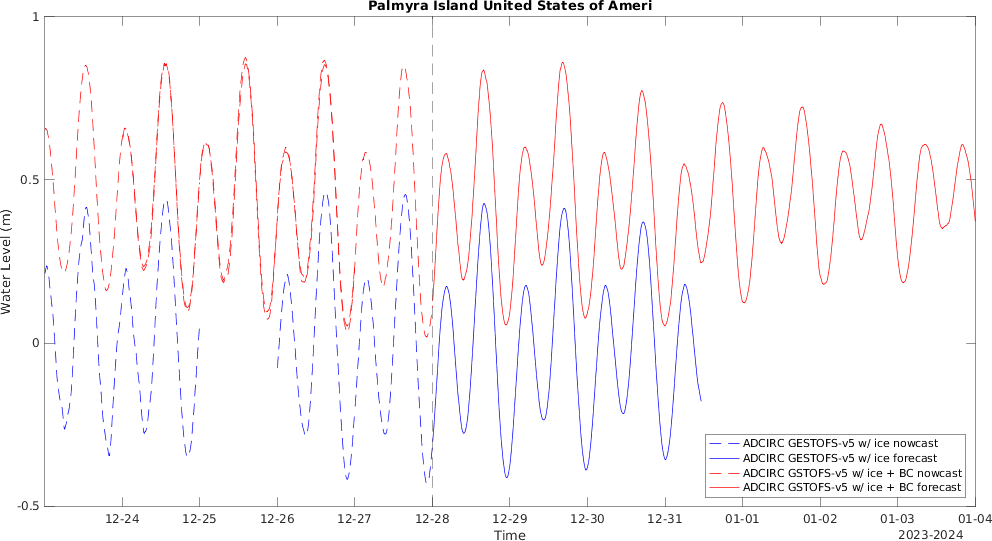 Palmyra Island United States of Ameri
Water Level (m)
1
0.5
0
-0.5
12-24
12-25
12-26
12-27
12-28
12-29
12-30
12-31
01-01
01-02
01-03
01-04
Time
2023-2024
ADCIRC GESTOFS-v5 w/ ice nowcast
ADCIRC GESTOFS-v5 w/ ice forecast
ADCIRC GSTOFS-v5 w/ ice + BC nowcast
ADCIRC GSTOFS-v5 w/ ice + BC forecast